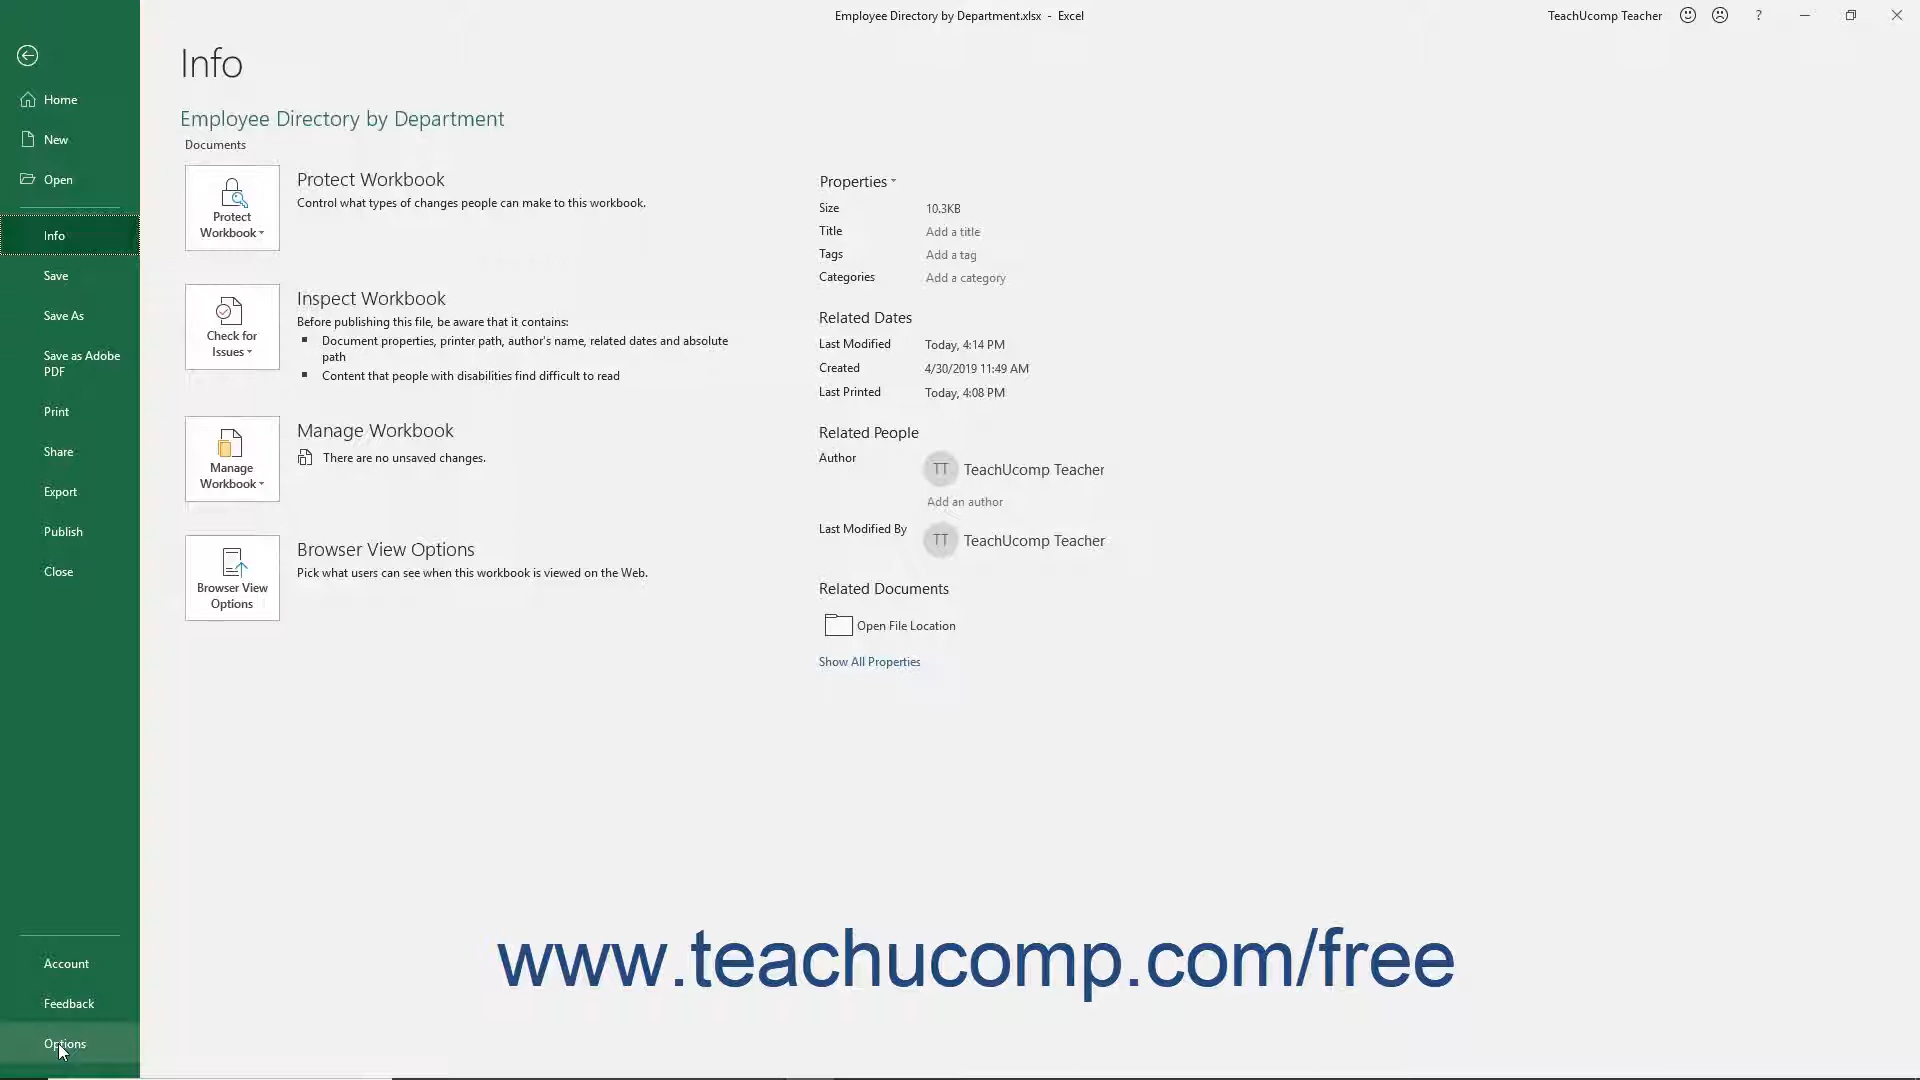 Employee Directory by Department.xlsx - Excel
TeachUcomp Teacher
?
Home
New
Open
Info
Save
Save As
Save as Adobe
PDF
Print
Share
Export
Publish
Close
Account
Feedback
Options
Info
Employee Directory by Department
Documents
Protect
Workbook
Protect Workbook
Control what types of changes people can make to this workbook.
Check for
Issues
Inspect Workbook
Before publishing this file, be aware that it contains:
Document properties, printer path, author's name, related dates and absolute
path
Content that people with disabilities find difficult to read
Manage
Workbook
Manage Workbook
There are no unsaved changes.
Browser View
Options
Browser View Options
Pick what users can see when this workbook is viewed on the Web.
Properties
Size 10.3KB
Title Add a title
Tags Add a tag
Categories Add a category
Related Dates
Last Modified Today, 4:14 PM
Created 4/30/2019 11:49 AM
Last Printed Today, 4:08 PM
Related People
Author TT TeachUcomp Teacher
Add an author
Last Modified By TT TeachUcomp Teacher
Related Documents
Open File Location
Show All Properties
www.teachucomp.com/free